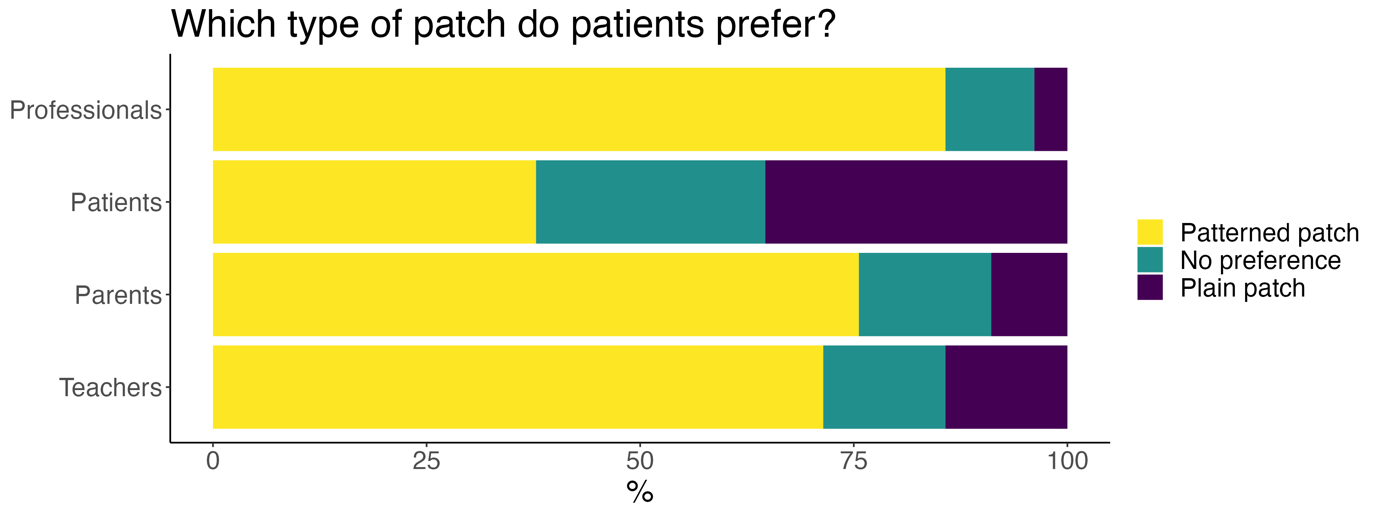 Which type of patch do patients prefer?
Professionals
Patients
Parents
Teachers
0 25 50 75 100
%
Patterned patch
No preference
Plain patch